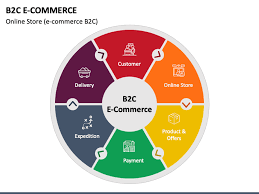 B2C E-COMMERCE
Online Store (e-commerce B2C)
Customer
Online Store
Product &
Offers
Payment
Expedition
Delivery
B2C
E-Commerce